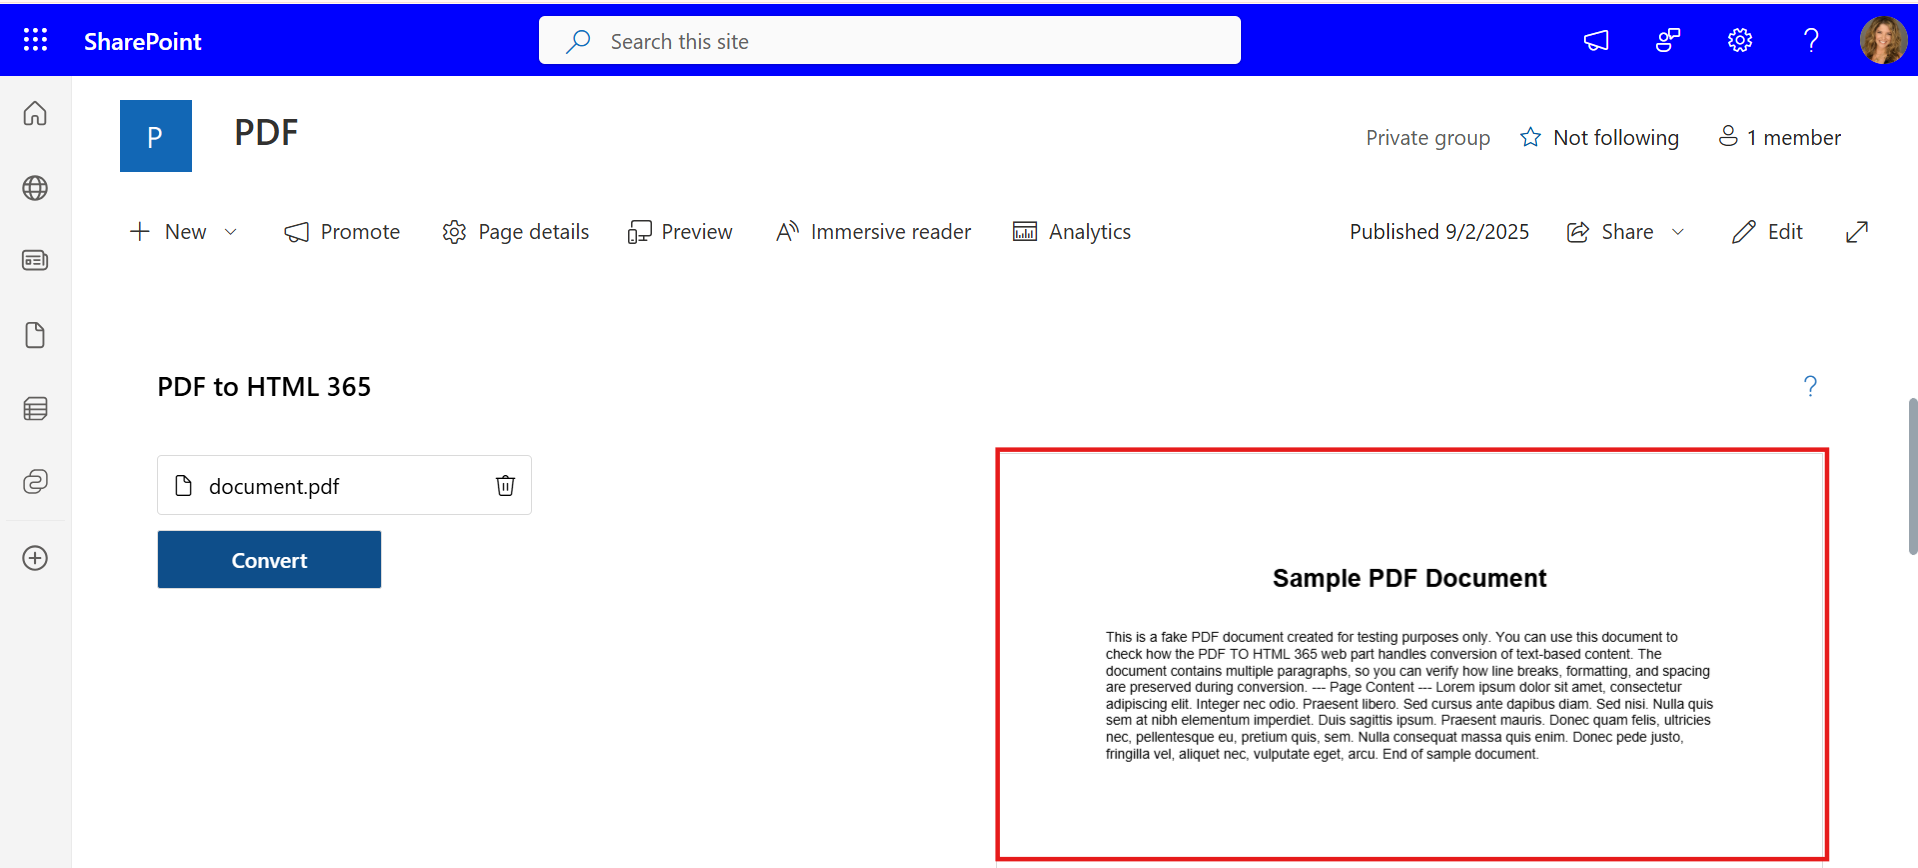 SharePoint
Search this site
P
PDF
Private group
Not following
1 member
New
Promote
Page details
Preview
Immersive reader
Analytics
Published 9/2/2025
Share
Edit
PDF to HTML 365
document.pdf
Convert
Sample PDF Document
This is a fake PDF document created for testing purposes only. You can use this document to
check how the PDF TO HTML 365 web part handles conversion of text-based content. The
document contains multiple paragraphs, so you can verify how line breaks, formatting, and spacing
are preserved during conversion. --- Page Content --- Lorem ipsum dolor sit amet, consectetur
adipiscing elit. Integer nec odio. Praesent libero. Sed cursus ante dapibus diam. Sed nisi. Nulla quis
sem at nibh elementum imperdiet. Duis sagittis ipsum. Praesent mauris. Donec quam felis, ultricies
nec, pellentesque eu, pretium quis, sem. Nulla consequat massa quis enim. Donec pede justo,
fringilla vel, aliquet nec, vulputate eget, arcu. End of sample document.